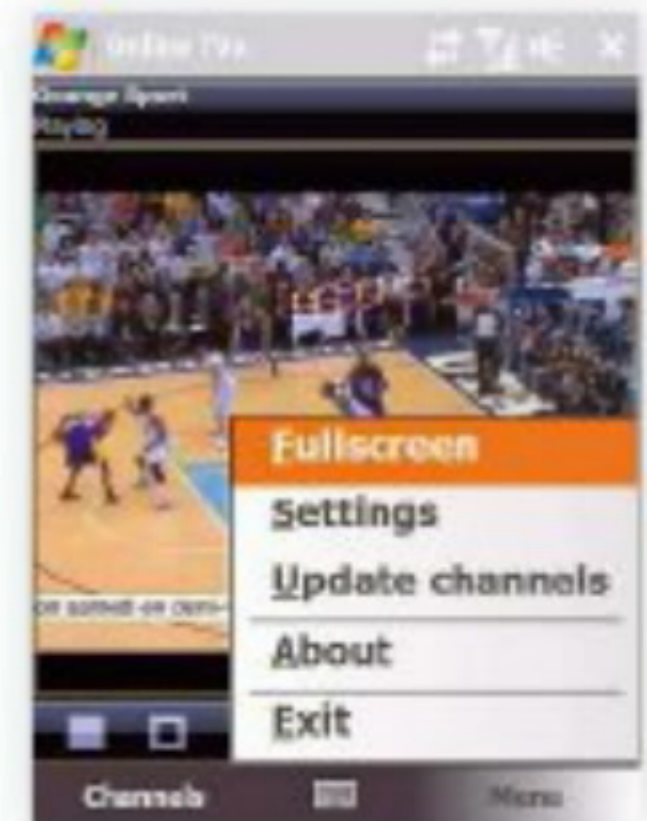 Orange Sport
Playing
Fullscreen
Settings
Update channels
About
Exit
Channels
Menu